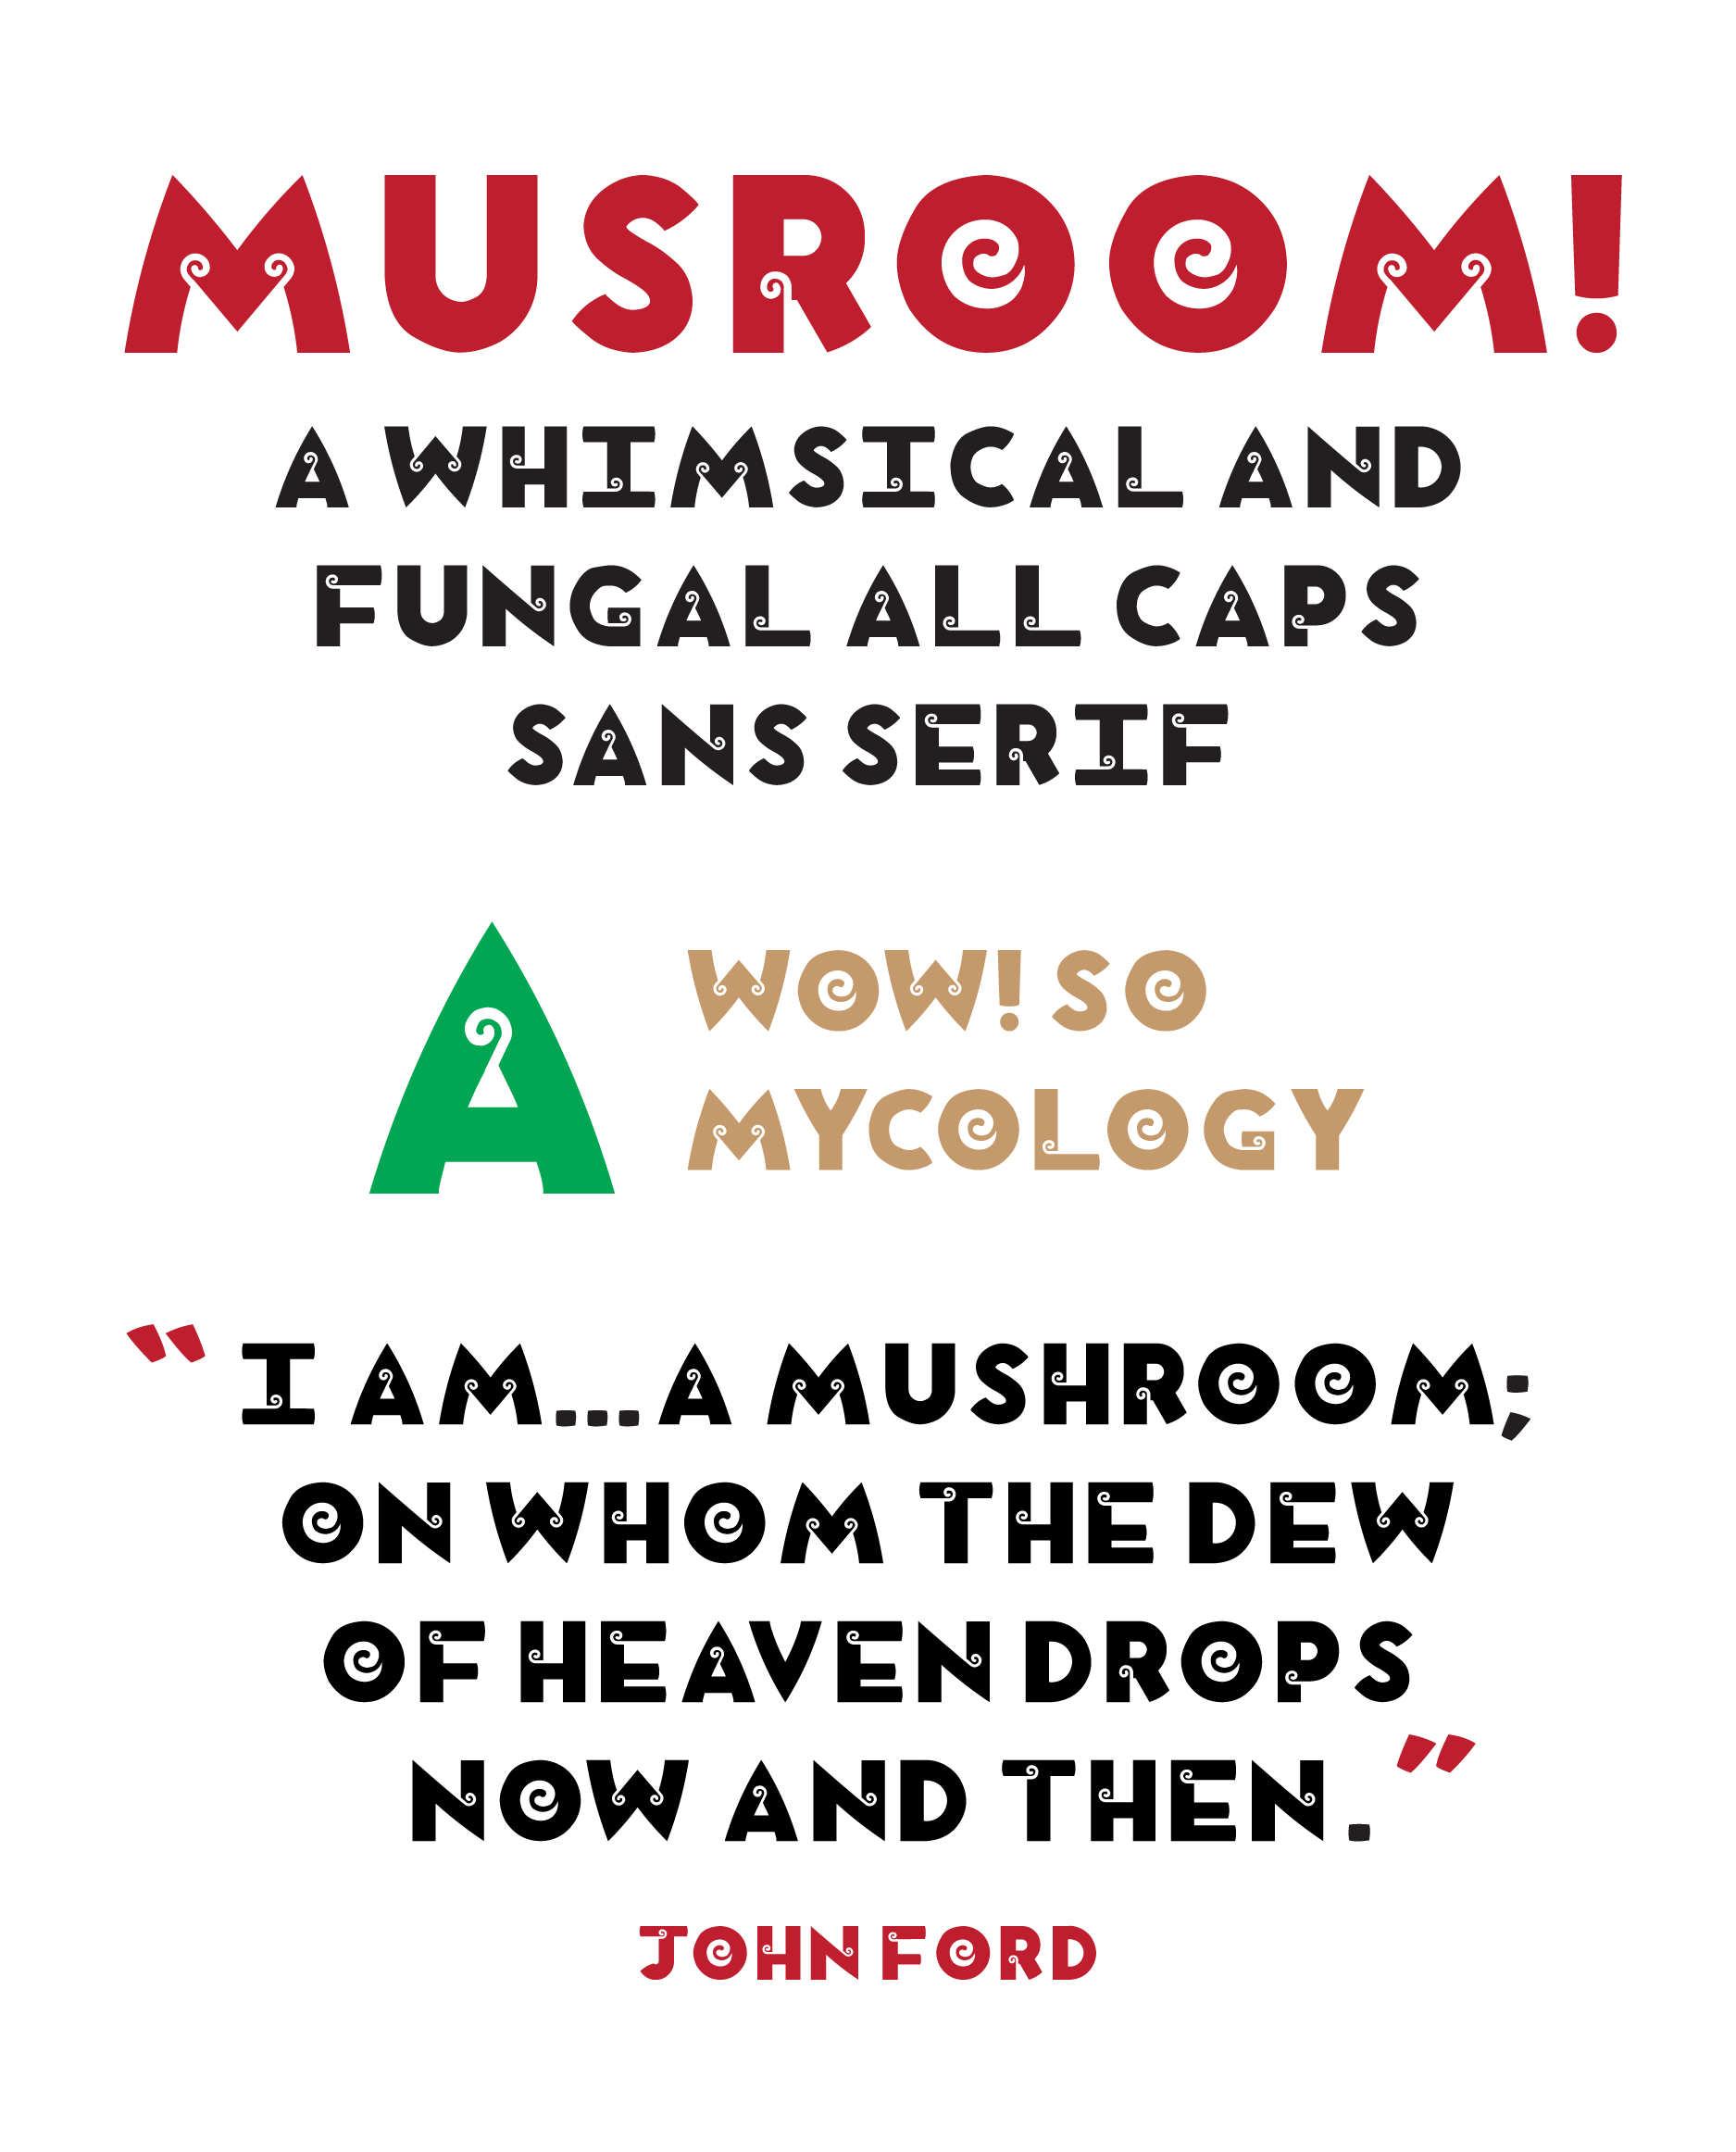 MUSROOM!
A WHIMSICAL AND
FUNGAL ALL CAPS
SANS SERIF
A
WOW! SO
MYCOLOGY
“I AM...A MUSHROOM;
ON WHOM THE DEW
OF HEAVEN DROPS
NOW AND THEN.”
JOHN FORD